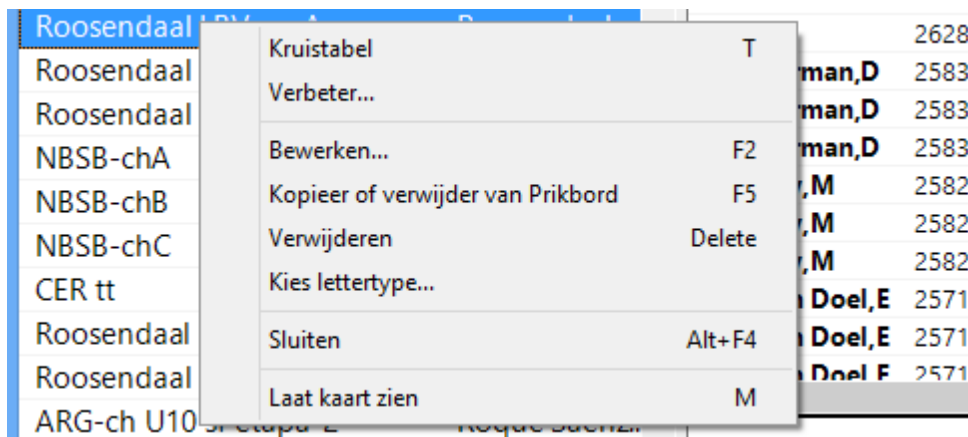 Roosendaal
Kruistabel T
2628
Roosendaal
rman,D 2583
Verbeter...
Roosendaal
rman,D 2583
NBSB-chA
Bewerken... F2
rman,D 2583
NBSB-chB
Kopieer of verwijder van Prikbord F5
,M 2582
NBSB-chC
Verwijderen Delete
,M 2582
,M 2582
CER tt
Kies lettertype...
Doel,E 2571
Roosendaal
Sluiten Alt+F4
Doel,E 2571
Roosendaal
Doel,E 2571
Laat kaart zien M
ARG-ch U10